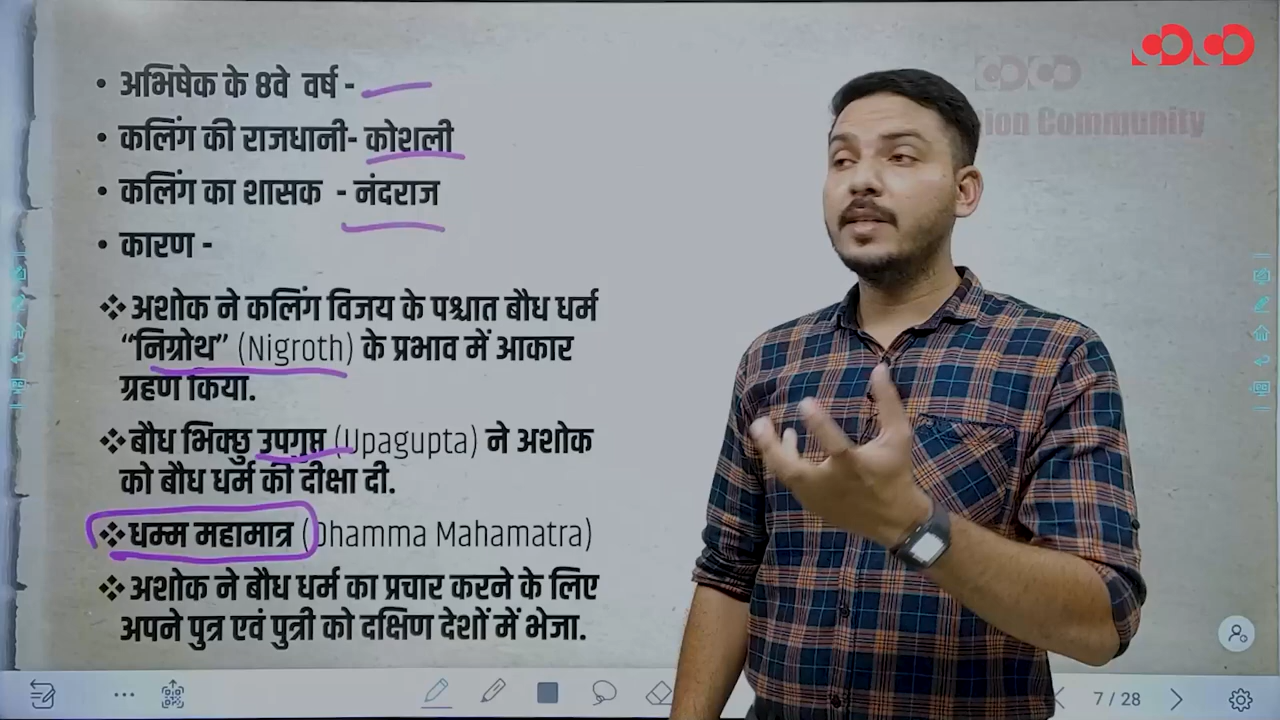 • अभिषेक के 8वे वर्ष -
• कलिंग की राजधानी- कोशली
• कलिंग का शासक - नंदराज
• कारण -
❖अशोक ने कलिंग विजय के पश्चात बौध धर्म
“निग्रोथ” (Nigroth) के प्रभाव में आकार
ग्रहण किया.
❖बौध भिक्छु उपगुप्त (Upagupta) ने अशोक
को बौध धर्म की दीक्षा दी.
❖धम्म महामात्र (Dhamma Mahamatra)
❖अशोक ने बौध धर्म का प्रचार करने के लिए
अपने पुत्र एवं पुत्री को दक्षिण देशों में भेजा.
Community
7 / 28